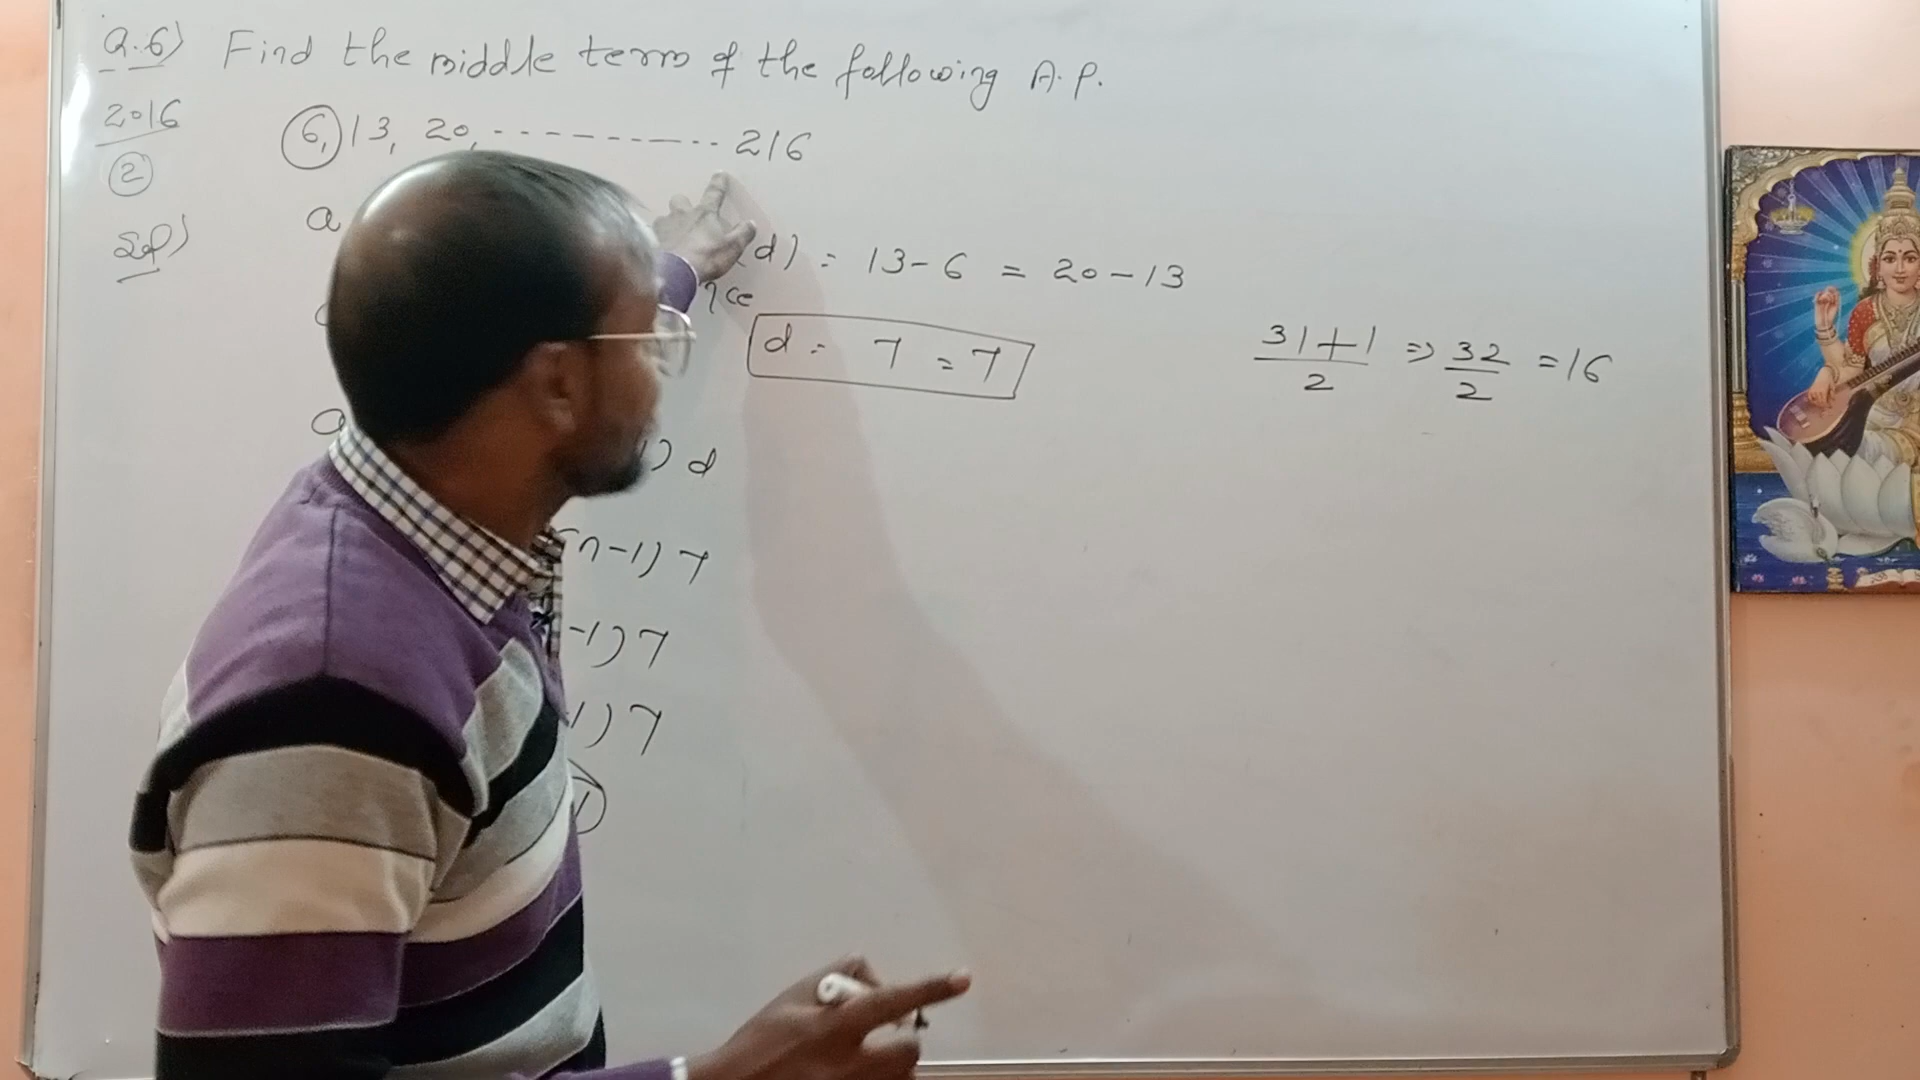 Q.6) Find the middle term of the following A.P.
2016
②
6, 13, 20, ----------- 216
Sol)
a
(d) = 13 - 6 = 20 - 13
nce
d = 7 = 7
31+1/2 ⇒ 32/2 = 16
1) d
(n-1) 7
-1) 7
1) 7